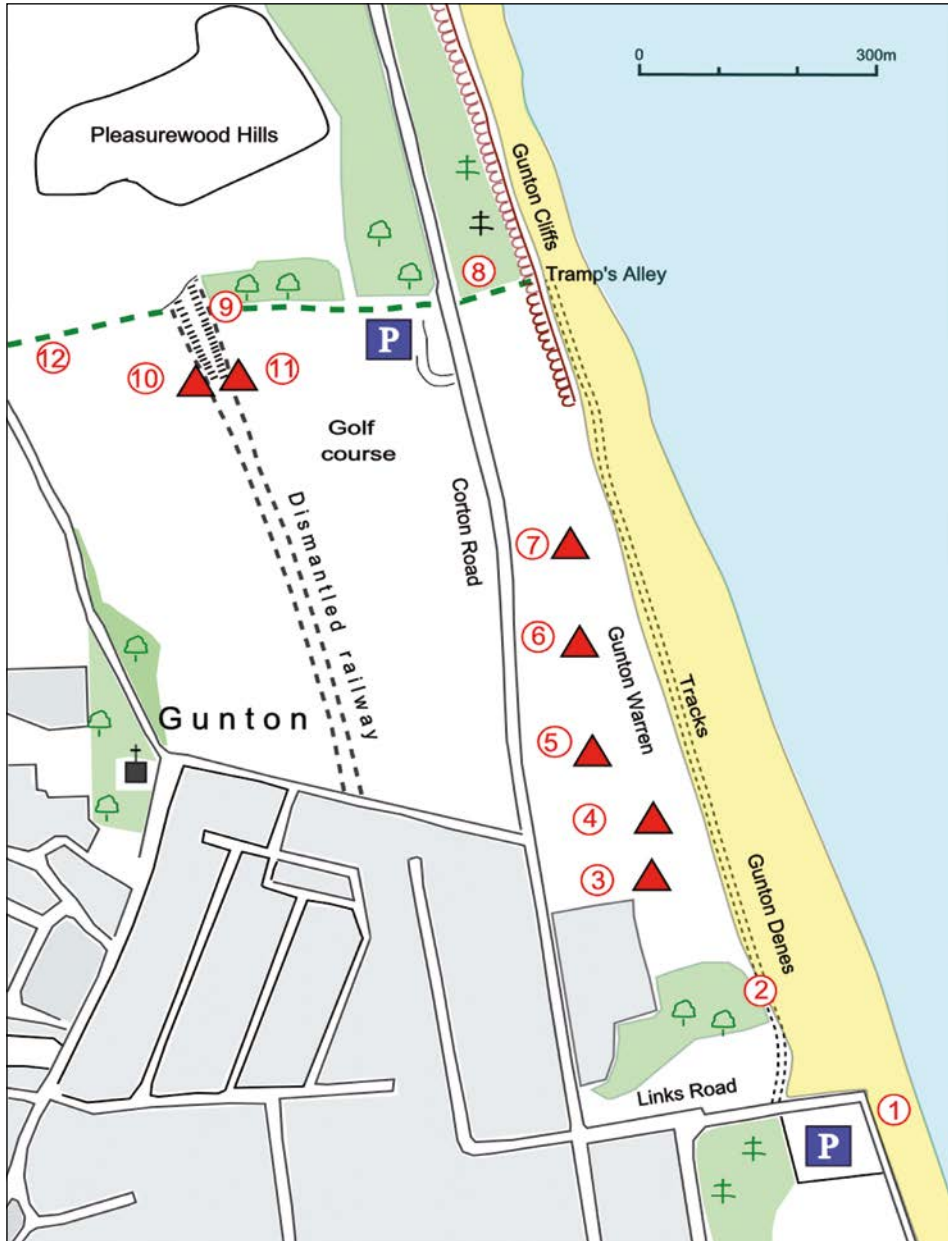 0 300m
Pleasurewood Hills
Gunton Cliffs
8
Tramp's Alley
9
P
12
10
11
Golf
course
Corton Road
Dismantled railway
7
6
Gunton Warren
Tracks
Gunton
5
4
3
Gunton Denes
2
Links Road
1
P